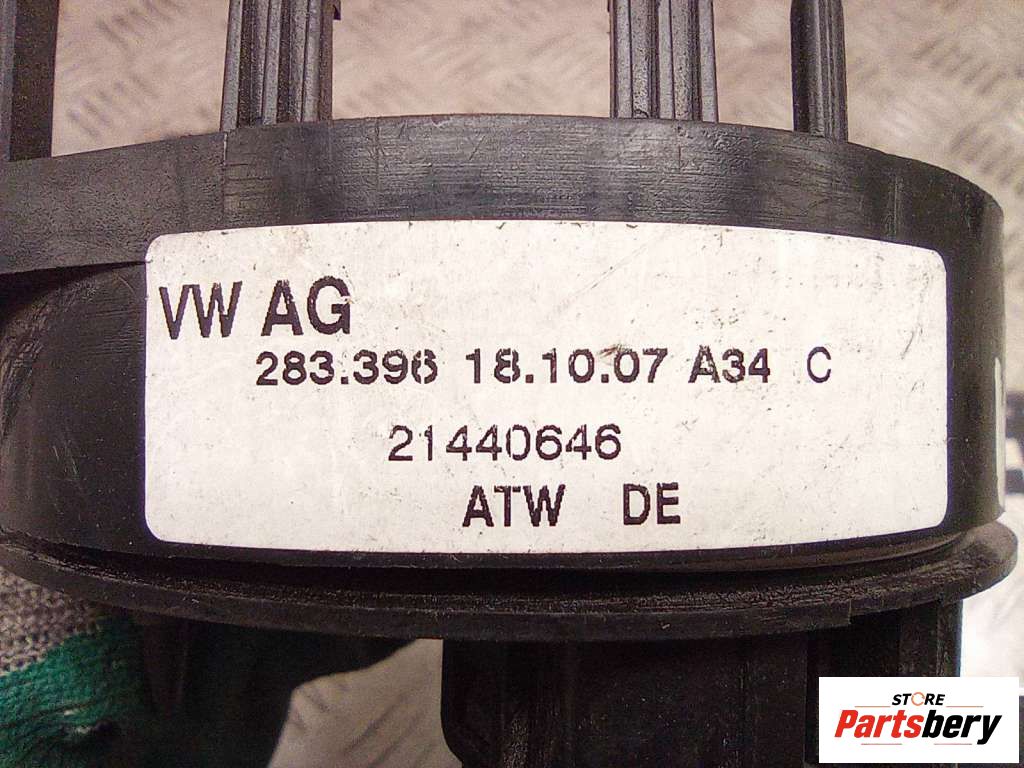 VW AG
283.396 18.10.07 A34 C
21440646
ATW DE
STORE
Partsbery